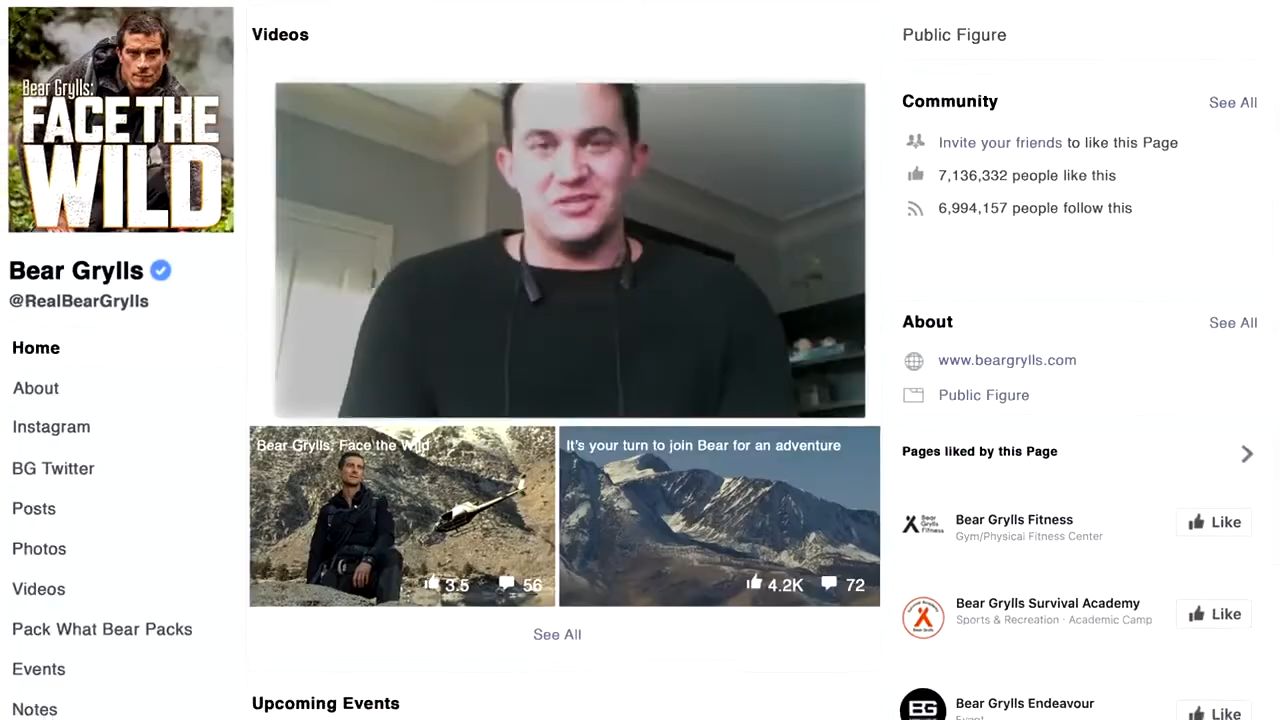 Bear Grylls:
FACE THE
WILD
Bear Grylls
@RealBearGrylls
Home
About
Instagram
BG Twitter
Posts
Photos
Videos
Pack What Bear Packs
Events
Notes
Videos
Bear Grylls: Face the Wild
3.5
56
It's your turn to join Bear for an adventure
4.2K
72
See All
Upcoming Events
Public Figure
Community
See All
Invite your friends to like this Page
7,136,332 people like this
6,994,157 people follow this
About
See All
www.beargrylls.com
Public Figure
Pages liked by this Page
Bear
Grylls
Fitness
Bear Grylls Fitness
Gym/Physical Fitness Center
Like
Bear Grylls Survival Academy
Sports & Recreation · Academic Camp
Like
BG
Bear Grylls Endeavour
Event
Like